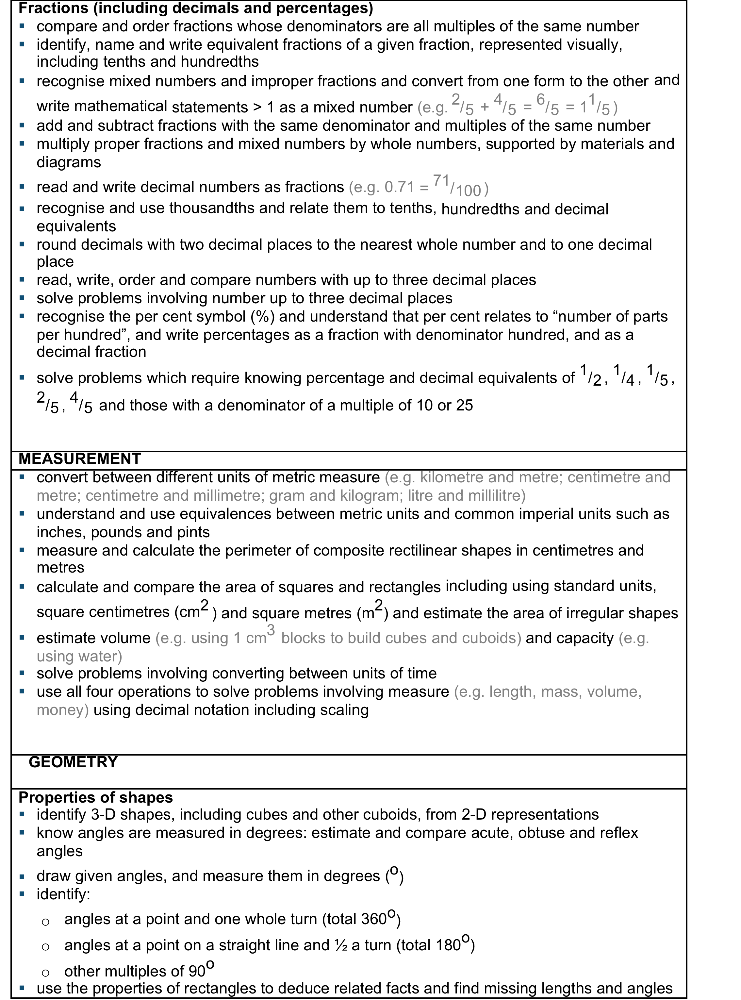 Fractions (including decimals and percentages)
▪ compare and order fractions whose denominators are all multiples of the same number
▪ identify, name and write equivalent fractions of a given fraction, represented visually,
including tenths and hundredths
▪ recognise mixed numbers and improper fractions and convert from one form to the other and
write mathematical statements > 1 as a mixed number (e.g. 2/5 + 4/5 = 6/5 = 1 1/5)
▪ add and subtract fractions with the same denominator and multiples of the same number
▪ multiply proper fractions and mixed numbers by whole numbers, supported by materials and
diagrams
▪ read and write decimal numbers as fractions (e.g. 0.71 = 71/100)
▪ recognise and use thousandths and relate them to tenths, hundredths and decimal
equivalents
▪ round decimals with two decimal places to the nearest whole number and to one decimal
place
▪ read, write, order and compare numbers with up to three decimal places
▪ solve problems involving number up to three decimal places
▪ recognise the per cent symbol (%) and understand that per cent relates to “number of parts
per hundred”, and write percentages as a fraction with denominator hundred, and as a
decimal fraction
▪ solve problems which require knowing percentage and decimal equivalents of 1/2, 1/4, 1/5,
2/5, 4/5 and those with a denominator of a multiple of 10 or 25
MEASUREMENT
▪ convert between different units of metric measure (e.g. kilometre and metre; centimetre and
metre; centimetre and millimetre; gram and kilogram; litre and millilitre)
▪ understand and use equivalences between metric units and common imperial units such as
inches, pounds and pints
▪ measure and calculate the perimeter of composite rectilinear shapes in centimetres and
metres
▪ calculate and compare the area of squares and rectangles including using standard units,
square centimetres (cm² ) and square metres (m²) and estimate the area of irregular shapes
▪ estimate volume (e.g. using 1 cm³ blocks to build cubes and cuboids) and capacity (e.g.
using water)
▪ solve problems involving converting between units of time
▪ use all four operations to solve problems involving measure (e.g. length, mass, volume,
money) using decimal notation including scaling
GEOMETRY
Properties of shapes
▪ identify 3-D shapes, including cubes and other cuboids, from 2-D representations
▪ know angles are measured in degrees: estimate and compare acute, obtuse and reflex
angles
▪ draw given angles, and measure them in degrees (º)
▪ identify:
o angles at a point and one whole turn (total 360º)
o angles at a point on a straight line and ½ a turn (total 180º)
o other multiples of 90º
▪ use the properties of rectangles to deduce related facts and find missing lengths and angles